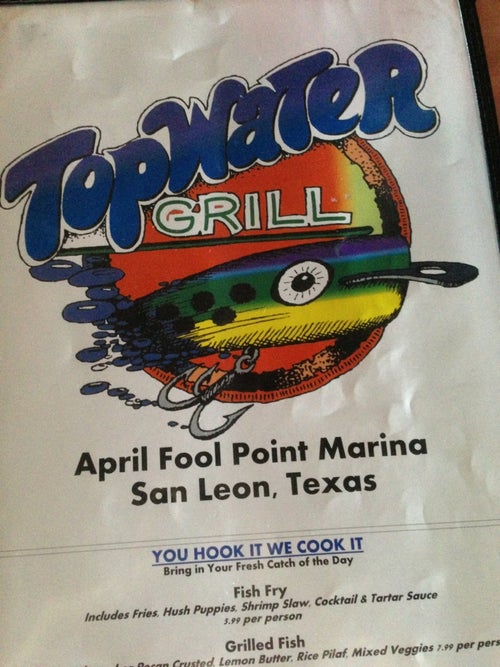 TopWaTer
GRILL
April Fool Point Marina
San Leon, Texas
YOU HOOK IT WE COOK IT
Bring in Your Fresh Catch of the Day
Fish Fry
Includes Fries, Hush Puppies, Shrimp Slaw, Cocktail & Tartar Sauce
5.99 per person
Grilled Fish
Crusted, Lemon Butter, Rice Pilaf, Mixed Veggies 7.99 per pers